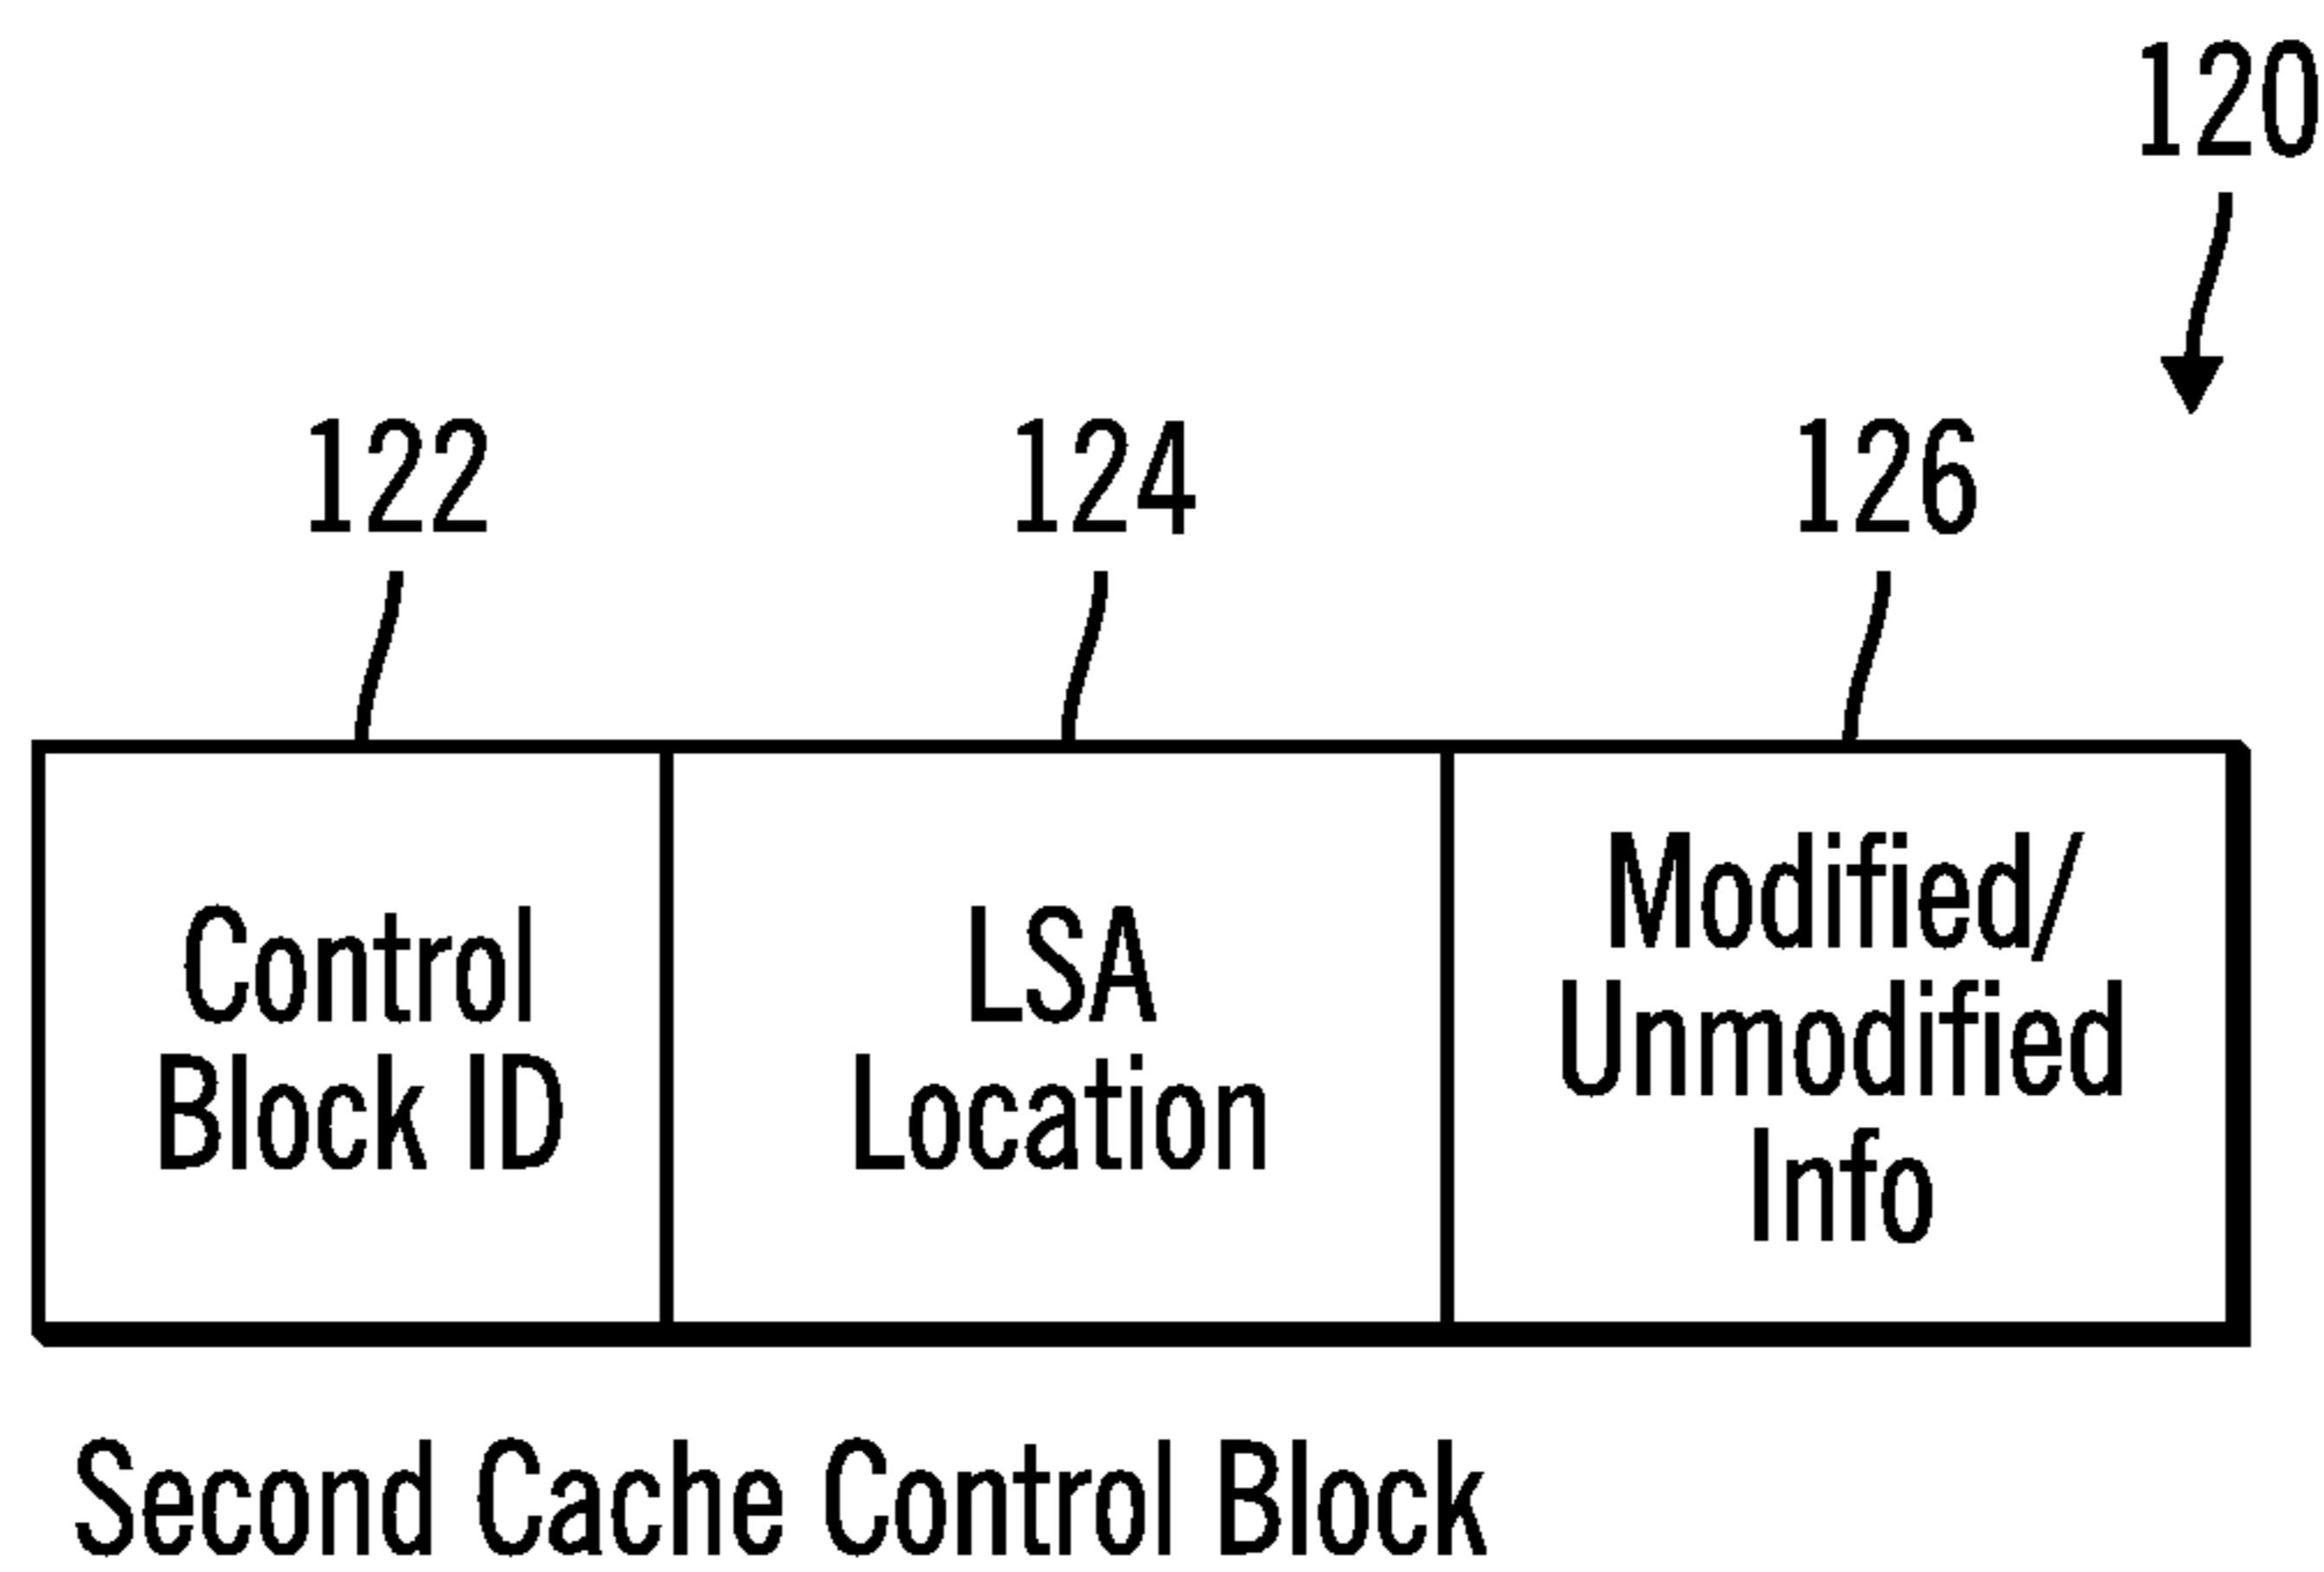 120
122 124 126
Control
Block ID
LSA
Location
Modified/
Unmodified
Info
Second Cache Control Block